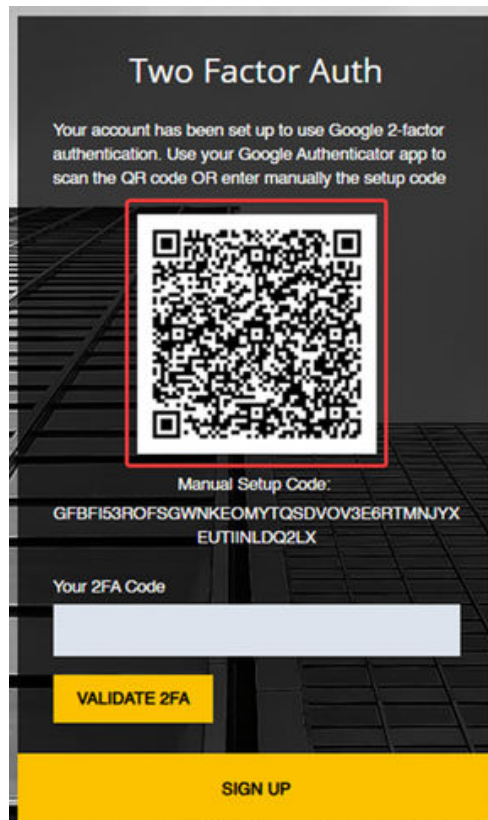 Two Factor Auth
Your account has been set up to use Google 2-factor
authentication. Use your Google Authenticator app to
scan the QR code OR enter manually the setup code
Manual Setup Code:
GFBFI53ROFSGWNKEOMYTQSDVOV3E6RTMNJYX
EUTIINLDQ2LX
Your 2FA Code
VALIDATE 2FA
SIGN UP